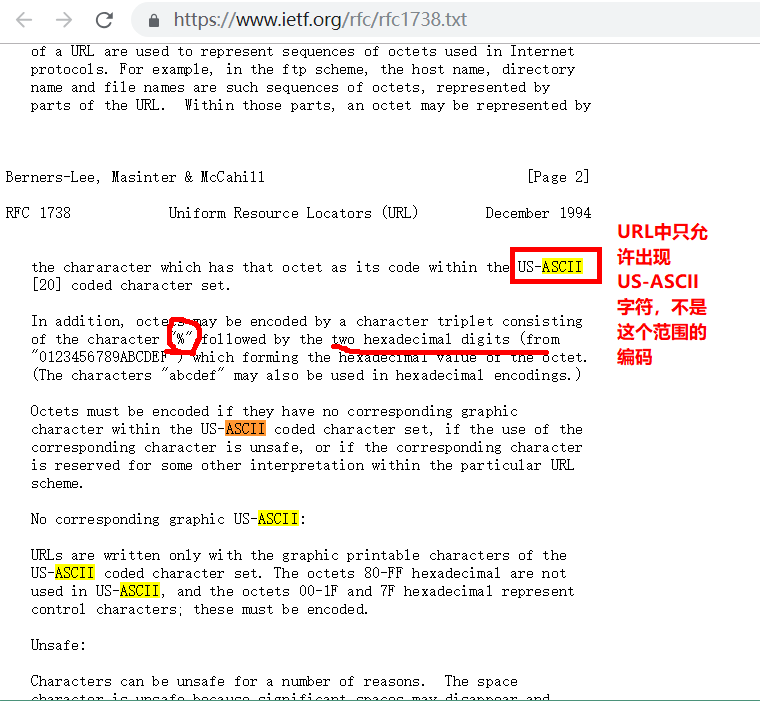 https://www.ietf.org/rfc/rfc1738.txt
of a URL are used to represent sequences of octets used in Internet
protocols. For example, in the ftp scheme, the host name, directory
name and file names are such sequences of octets, represented by
parts of the URL.  Within those parts, an octet may be represented by
Berners-Lee, Masinter & McCahill [Page 2]
RFC 1738 Uniform Resource Locators (URL) December 1994
the chararacter which has that octet as its code within the US-ASCII
[20] coded character set.
In addition, octets may be encoded by a character triplet consisting
of the character "%" followed by the two hexadecimal digits (from
"0123456789ABCDEF") which forming the hexadecimal value of the octet.
(The characters "abcdef" may also be used in hexadecimal encodings.)
Octets must be encoded if they have no corresponding graphic
character within the US-ASCII coded character set, if the use of the
corresponding character is unsafe, or if the corresponding character
is reserved for some other interpretation within the particular URL
scheme.
No corresponding graphic US-ASCII:
URLs are written only with the graphic printable characters of the
US-ASCII coded character set. The octets 80-FF hexadecimal are not
used in US-ASCII, and the octets 00-1F and 7F hexadecimal represent
control characters; these must be encoded.
Unsafe:
Characters can be unsafe for a number of reasons.  The space
character is unsafe because significant spaces may disappear and
URL中只允
许出现
US-ASCII
字符，不是
这个范围的
编码